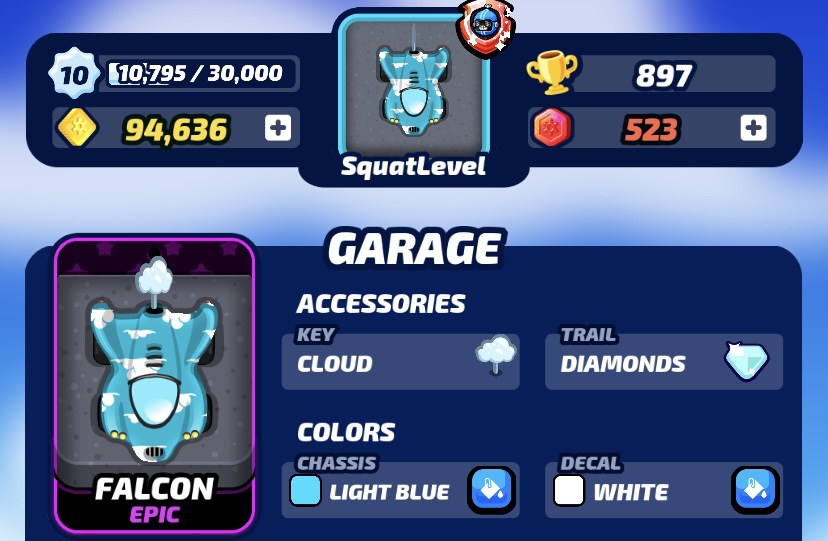 10
10,795 / 30,000
897
94,636
523
SquatLevel
GARAGE
ACCESSORIES
KEY
CLOUD
TRAIL
DIAMONDS
COLORS
CHASSIS
LIGHT BLUE
DECAL
WHITE
FALCON
EPIC